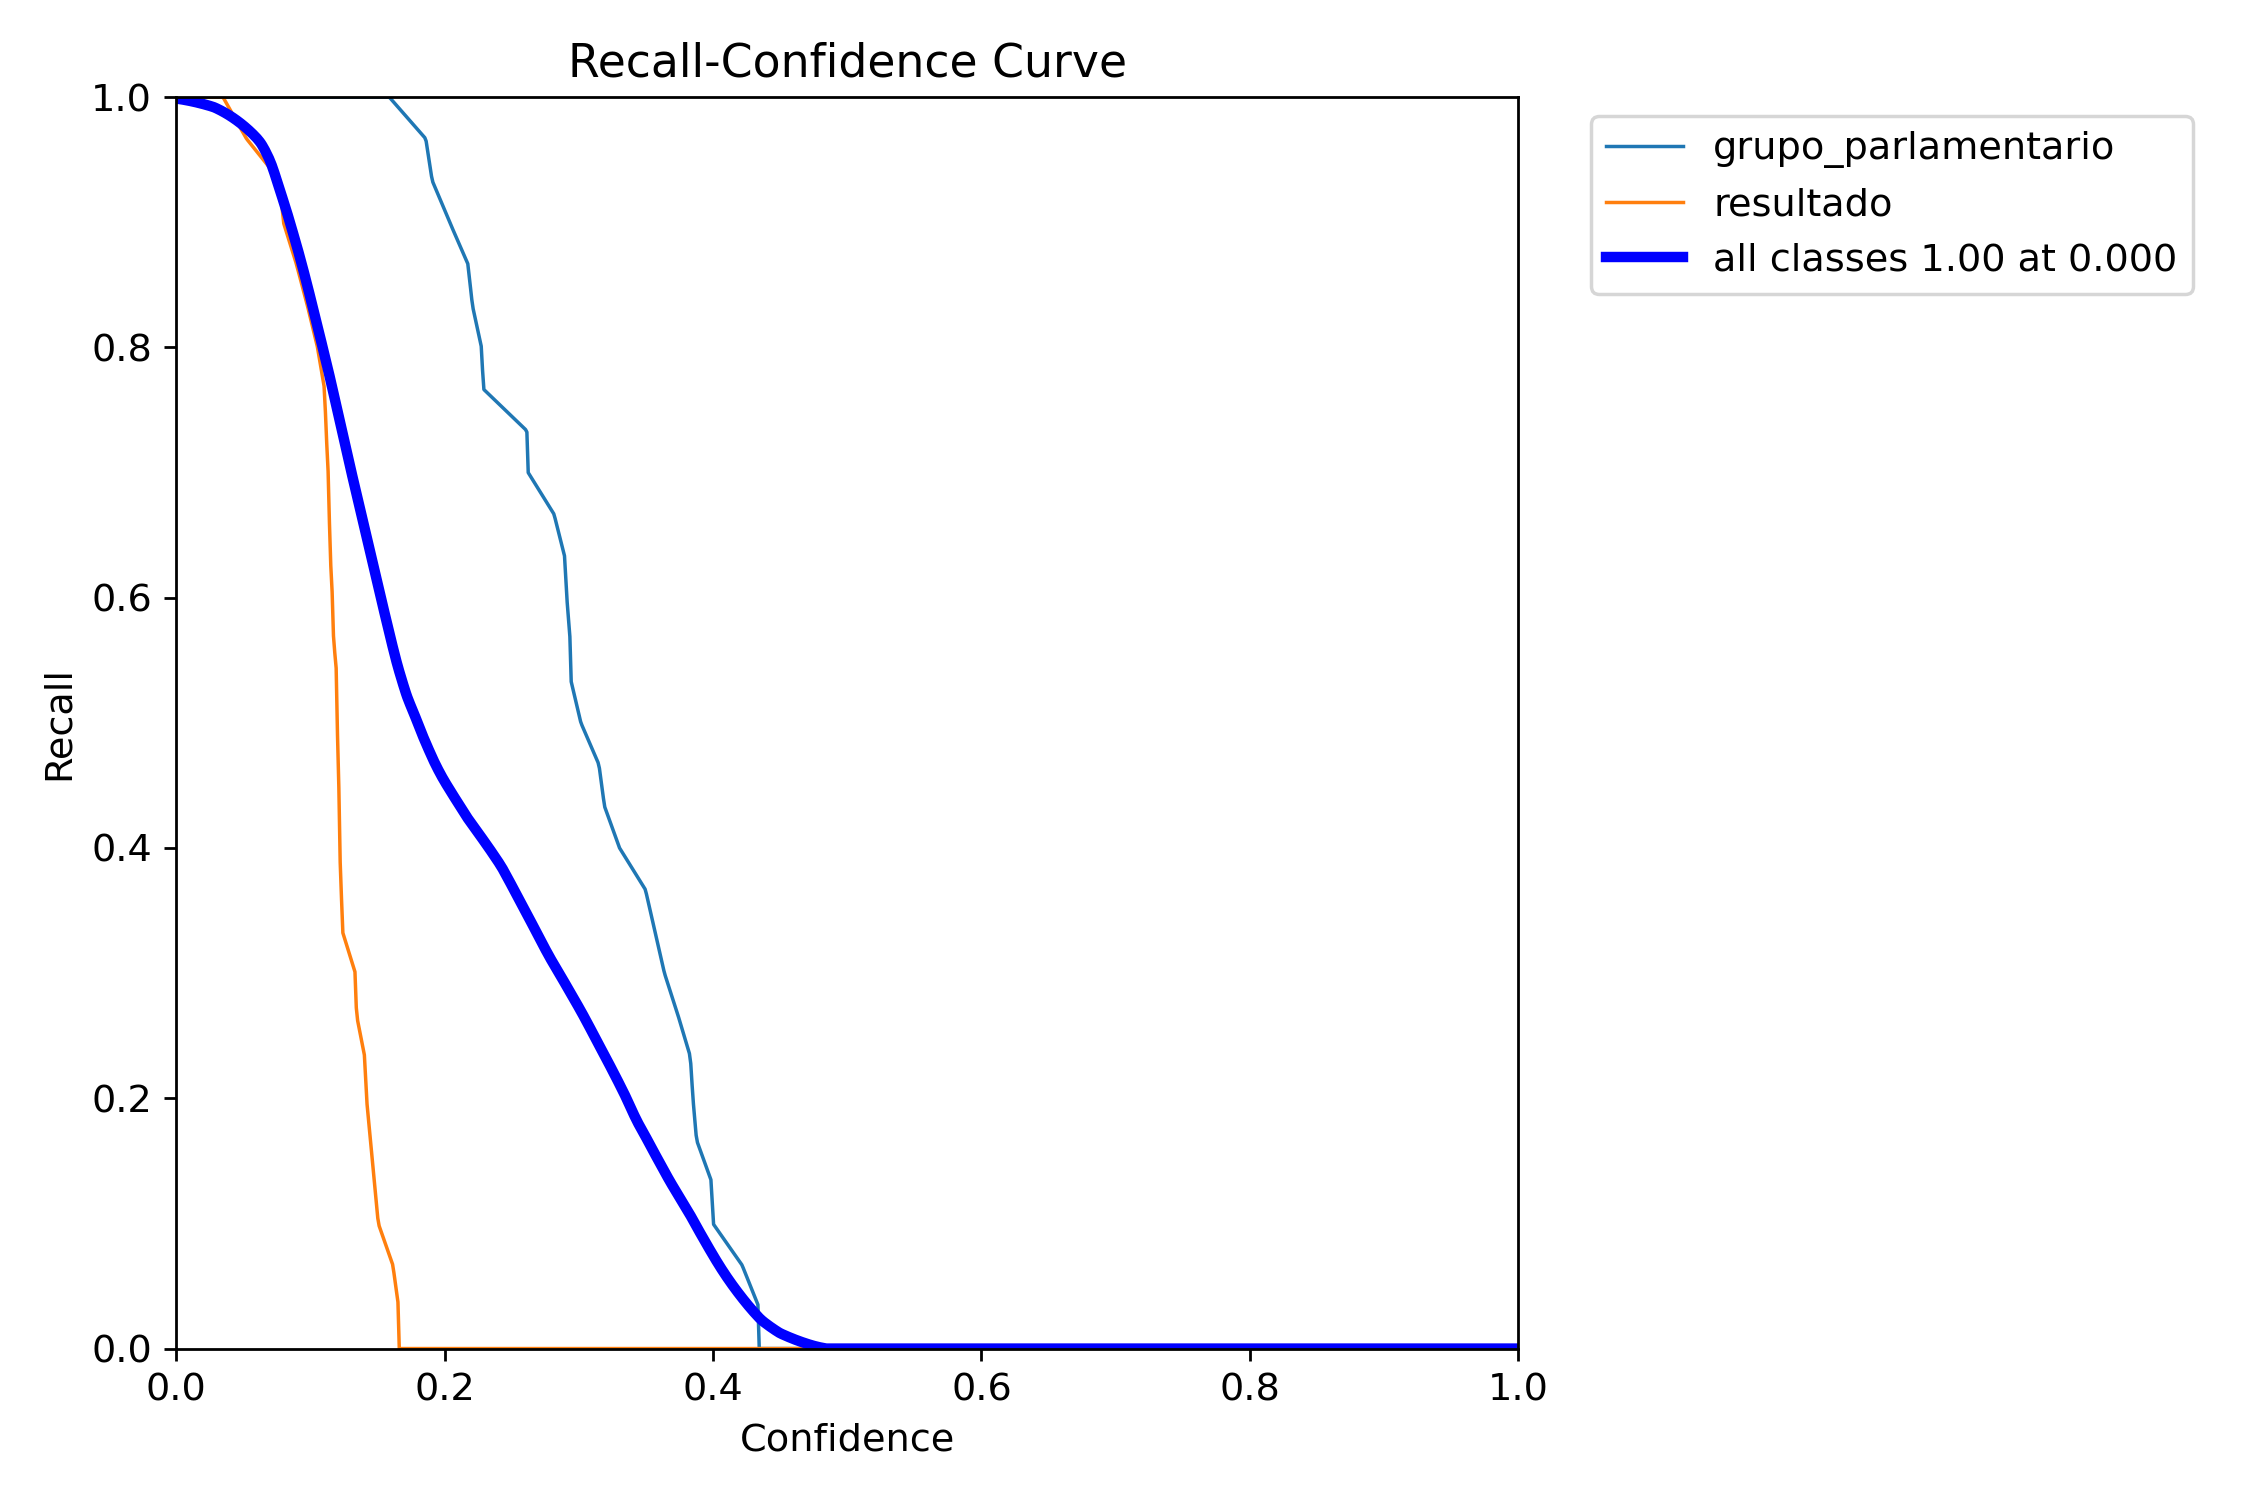 Recall-Confidence Curve
1.0
0.8
0.6
0.4
0.2
0.0
Recall
0.0 0.2 0.4 0.6 0.8 1.0
Confidence
grupo_parlamentario
resultado
all classes 1.00 at 0.000